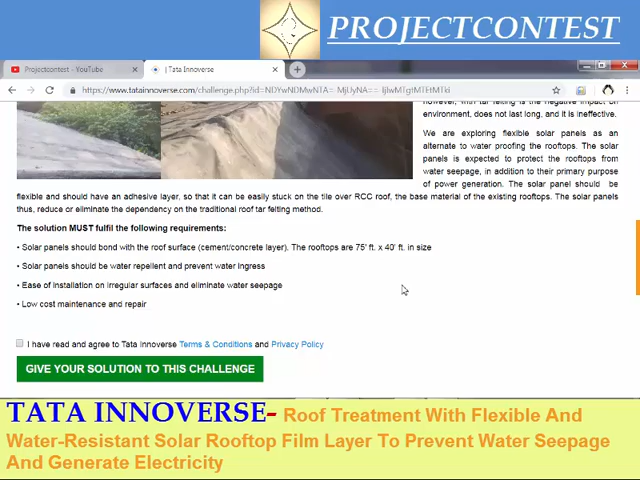 PROJECTCONTEST
Projectcontest - YouTube
| Tata Innoverse
however, with tar felting is the negative impact on
environment, does not last long, and it is ineffective.
We are exploring flexible solar panels as an
alternate to water proofing the rooftops. The solar
panels is expected to protect the rooftops from
water seepage, in addition to their primary purpose
of power generation. The solar panel should be
flexible and should have an adhesive layer, so that it can be easily stuck on the tile over RCC roof, the base material of the existing rooftops. The solar panels
thus, reduce or eliminate the dependency on the traditional roof tar felting method.
The solution MUST fulfil the following requirements:
• Solar panels should bond with the roof surface (cement/concrete layer). The rooftops are 75' ft. x 40' ft. in size
• Solar panels should be water repellent and prevent water ingress
• Ease of installation on irregular surfaces and eliminate water seepage
• Low cost maintenance and repair
I have read and agree to Tata Innoverse Terms & Conditions and Privacy Policy
GIVE YOUR SOLUTION TO THIS CHALLENGE
TATA INNOVERSE- Roof Treatment With Flexible And
Water-Resistant Solar Rooftop Film Layer To Prevent Water Seepage
And Generate Electricity